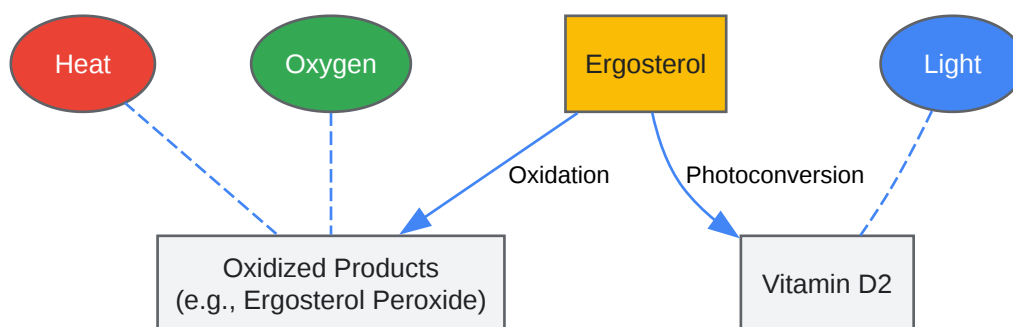 Heat
Oxygen
Ergosterol
Light
Oxidation
Photoconversion
Oxidized Products
(e.g., Ergosterol Peroxide)
Vitamin D2